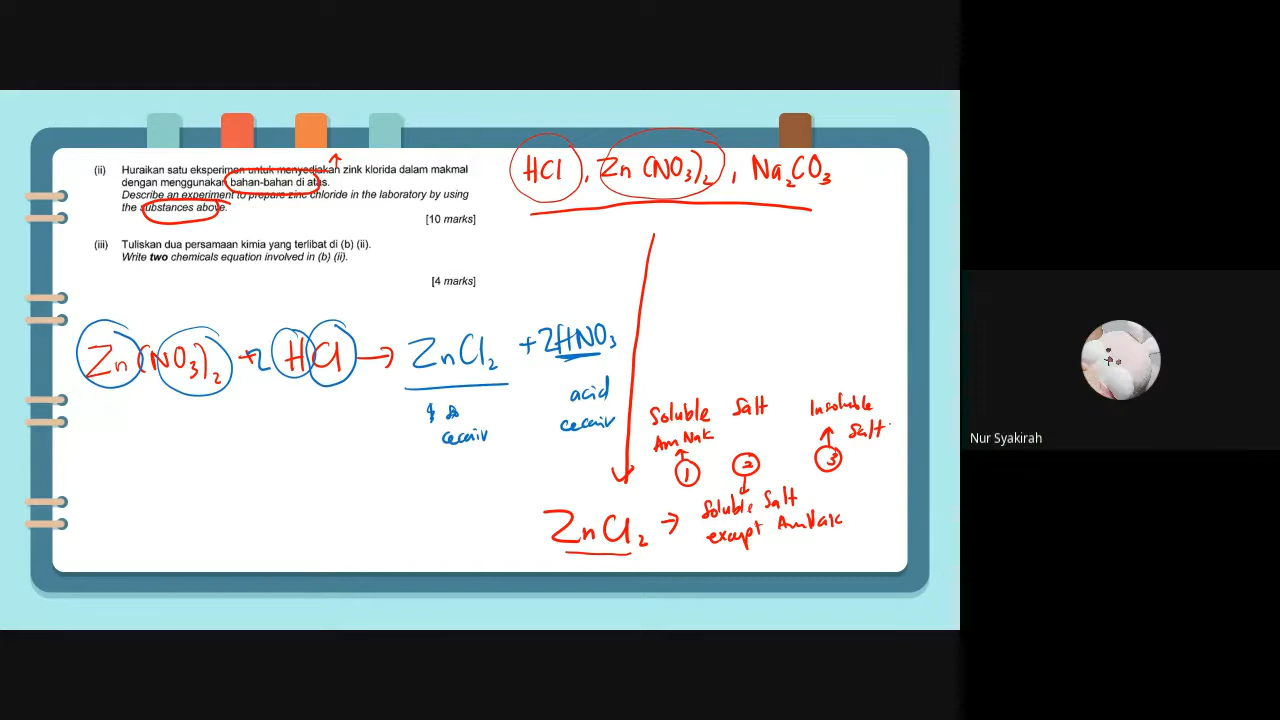 (ii) Huraikan satu eksperimen untuk menyediakan zink klorida dalam makmal
dengan menggunakan bahan-bahan di atas.
Describe an experiment to prepare zinc chloride in the laboratory by using
the substances above.
[10 marks]
(iii) Tuliskan dua persamaan kimia yang terlibat di (b) (ii).
Write two chemicals equation involved in (b) (ii).
[4 marks]
HCl, Zn(NO3)2, Na2CO3
Zn(NO3)2 + 2HCl → ZnCl2 + 2HNO3
cecair
acid
cecair
Soluble Salt
AmNak
1
2
Insoluble
Salt
3
ZnCl2 → Soluble Salt
except AmNak
Nur Syakirah